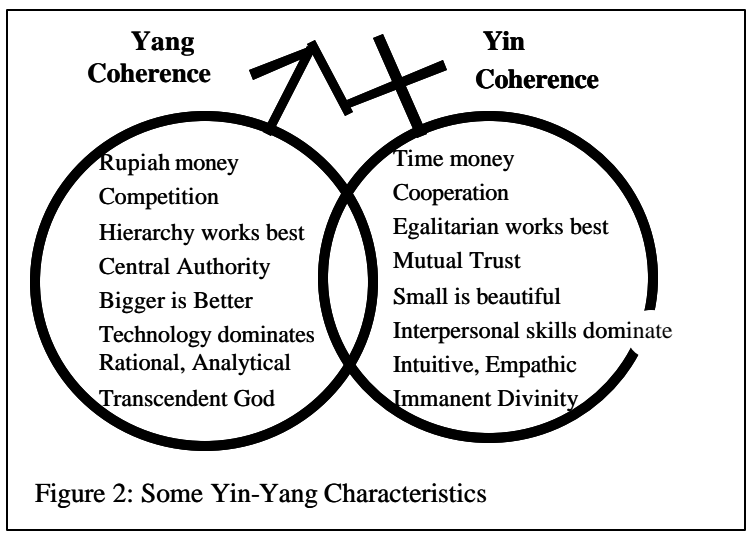 Yang
Coherence
Yin
Coherence
Rupiah money
Competition
Hierarchy works best
Central Authority
Bigger is Better
Technology dominates
Rational, Analytical
Transcendent God
Time money
Cooperation
Egalitarian works best
Mutual Trust
Small is beautiful
Interpersonal skills dominate
Intuitive, Empathic
Immanent Divinity
Figure 2: Some Yin-Yang Characteristics